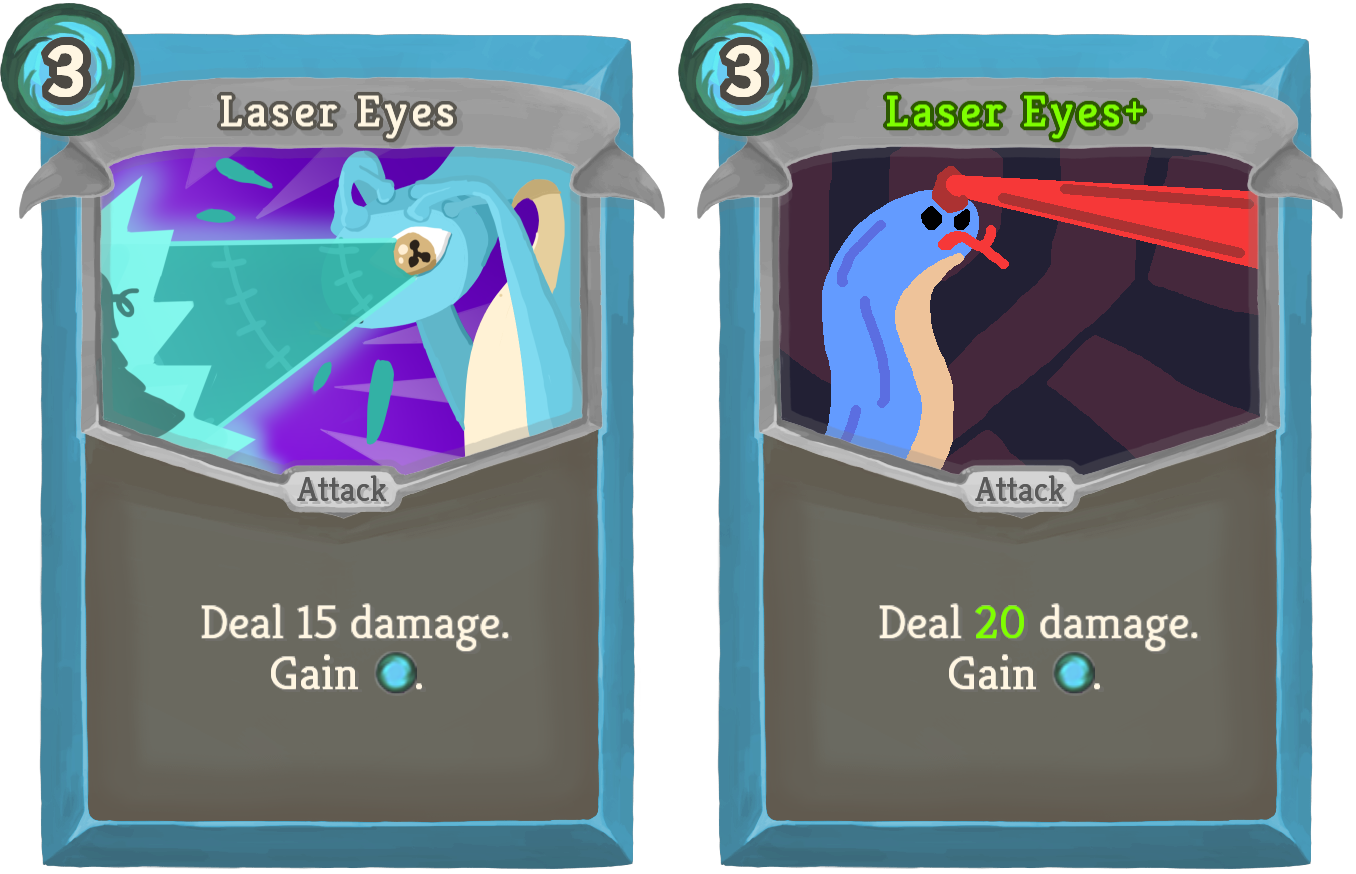 3
Laser Eyes
Attack
Deal 15 damage.
Gain .
3
Laser Eyes+
Attack
Deal 20 damage.
Gain .